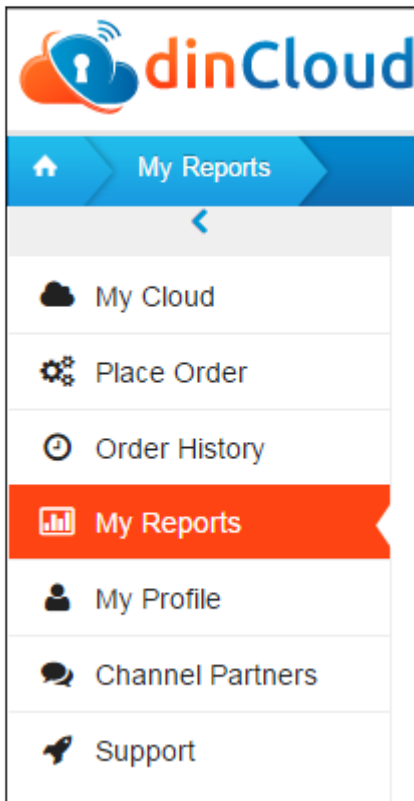 dinCloud
My Reports
My Cloud
Place Order
Order History
My Reports
My Profile
Channel Partners
Support